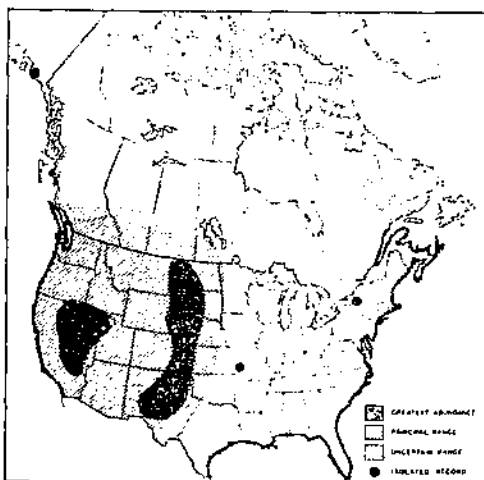 GREATEST ABUNDANCE
PRINCIPAL RANGE
UNCERTAIN RANGE
ISOLATED RECORD